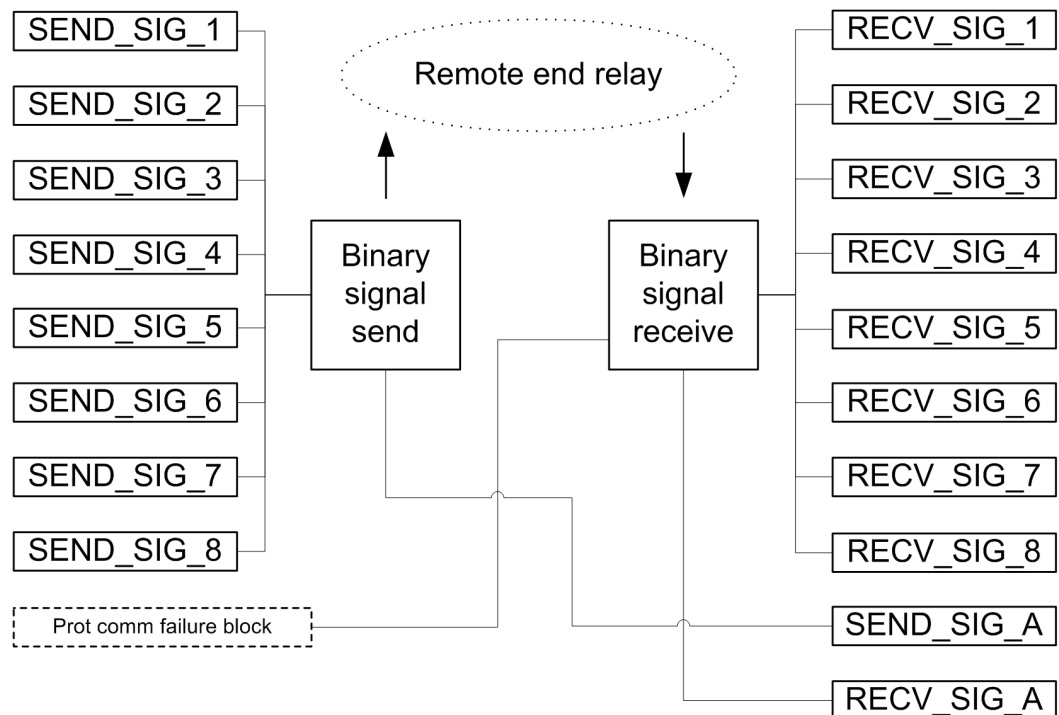 SEND_SIG_1
SEND_SIG_2
SEND_SIG_3
SEND_SIG_4
SEND_SIG_5
SEND_SIG_6
SEND_SIG_7
SEND_SIG_8
Prot comm failure block
Remote end relay
Binary
signal
send
Binary
signal
receive
RECV_SIG_1
RECV_SIG_2
RECV_SIG_3
RECV_SIG_4
RECV_SIG_5
RECV_SIG_6
RECV_SIG_7
RECV_SIG_8
SEND_SIG_A
RECV_SIG_A